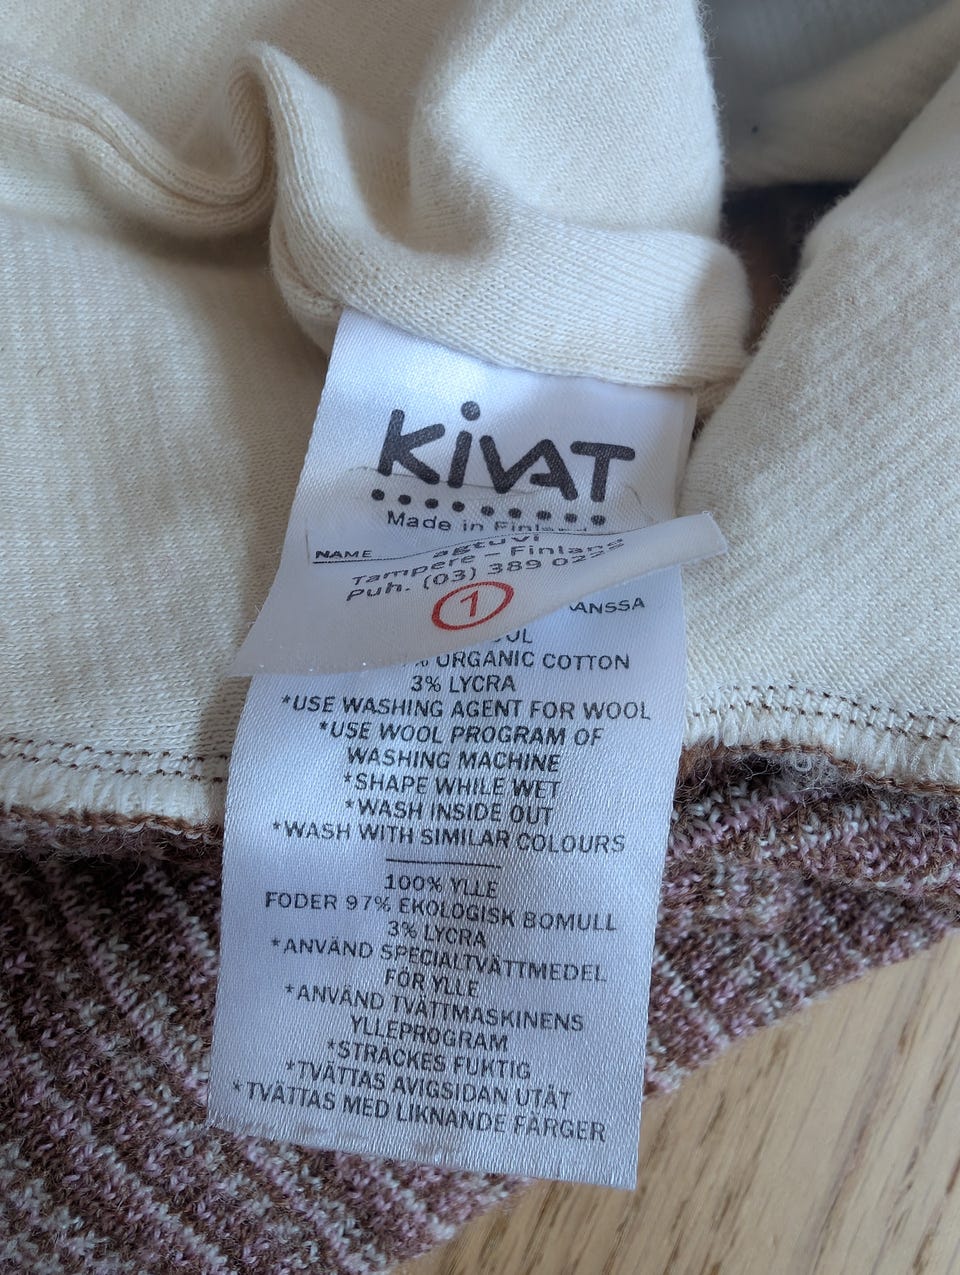 KIVAT
Made in Finland
NAME
agtuvi
Tampere – Finland
Puh. (03) 389 0225
1
ORGANIC COTTON
3% LYCRA
*USE WASHING AGENT FOR WOOL
*USE WOOL PROGRAM OF
WASHING MACHINE
*SHAPE WHILE WET
*WASH INSIDE OUT
*WASH WITH SIMILAR COLOURS
100% YLLE
FODER 97% EKOLOGISK BOMULL
3% LYCRA
*ANVÄND SPECIALTVÄTTMEDEL
FÖR YLLE
*ANVÄND TVÄTTMASKINENS
YLLEPROGRAM
*STRÄCKES FUKTIG
*TVÄTTAS AVIGSIDAN UTÅT
*TVÄTTAS MED LIKNANDE FÄRGER